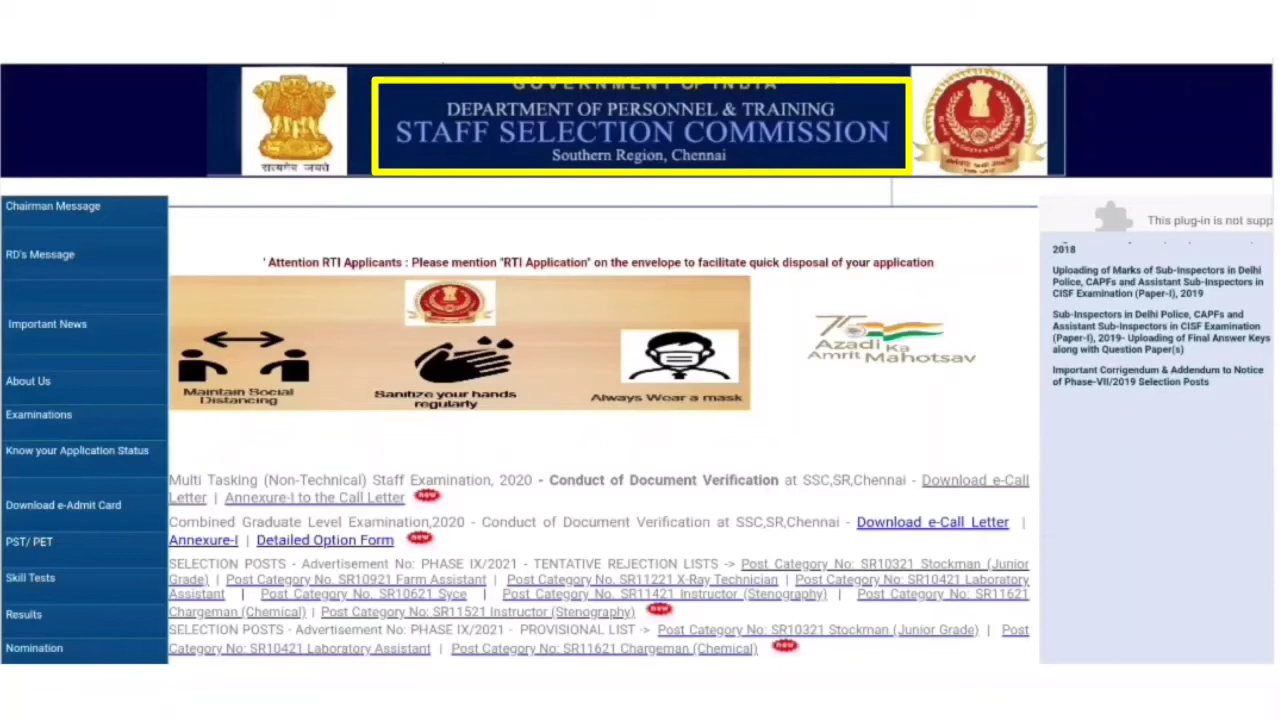 GOVERNMENT OF INDIA
DEPARTMENT OF PERSONNEL & TRAINING
STAFF SELECTION COMMISSION
Southern Region, Chennai
सत्यमेव जयते
Chairman Message
RD's Message
Important News
About Us
Examinations
Know your Application Status
Download e-Admit Card
PST/ PET
Skill Tests
Results
Nomination
' Attention RTI Applicants : Please mention "RTI Application" on the envelope to facilitate quick disposal of your application
Maintain Social
Distancing
Sanitize your hands
regularly
Always Wear a mask
75
Azadi Ka
Amrit Mahotsav
Multi Tasking (Non-Technical) Staff Examination, 2020 - Conduct of Document Verification at SSC,SR,Chennai - Download e-Call
Letter | Annexure-I to the Call Letter new
Combined Graduate Level Examination,2020 - Conduct of Document Verification at SSC,SR,Chennai - Download e-Call Letter |
Annexure-I | Detailed Option Form new
SELECTION POSTS - Advertisement No: PHASE IX/2021 - TENTATIVE REJECTION LISTS -> Post Category No: SR10321 Stockman (Junior
Grade) | Post Category No. SR10921 Farm Assistant | Post Category No. SR11221 X-Ray Technician | Post Category No: SR10421 Laboratory
Assistant | Post Category No. SR10621 Syce | Post Category No: SR11421 Instructor (Stenography) | Post Category No: SR11621
Chargeman (Chemical) | Post Category No: SR11521 Instructor (Stenography) new
SELECTION POSTS - Advertisement No: PHASE IX/2021 - PROVISIONAL LIST -> Post Category No: SR10321 Stockman (Junior Grade) | Post
Category No: SR10421 Laboratory Assistant | Post Category No: SR11621 Chargeman (Chemical) new
This plug-in is not supp
2018
Uploading of Marks of Sub-Inspectors in Delhi
Police, CAPFs and Assistant Sub-Inspectors in
CISF Examination (Paper-I), 2019
Sub-Inspectors in Delhi Police, CAPFs and
Assistant Sub-Inspectors in CISF Examination
(Paper-I), 2019- Uploading of Final Answer Keys
along with Question Paper(s)
Important Corrigendum & Addendum to Notice
of Phase-VII/2019 Selection Posts